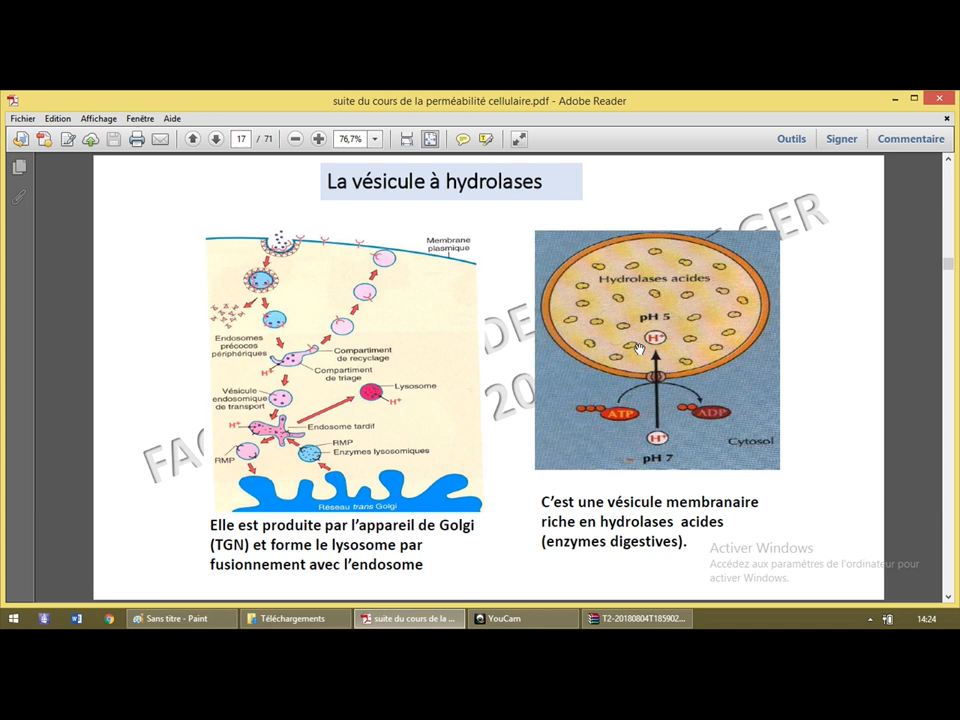 suite du cours de la perméabilité cellulaire.pdf - Adobe Reader
Fichier Edition Affichage Fenêtre Aide
17 / 71
76,7%
Outils Signer Commentaire
La vésicule à hydrolases
Membrane
plasmique
Endosomes
précoces
périphériques
Compartiment
de recyclage
H+
Compartiment
de triage
Vésicule
endosomique
de transport
Lysosome
H+
H+
Endosome tardif
RMP
RMP
Enzymes lysosomiques
Réseau trans Golgi
Elle est produite par l'appareil de Golgi
(TGN) et forme le lysosome par
fusionnement avec l'endosome
Hydrolases acides
pH 5
H+
ATP
ADP
H+
Cytosol
pH 7
C'est une vésicule membranaire
riche en hydrolases acides
(enzymes digestives).
Activer Windows
Accédez aux paramètres de l'ordinateur pour
activer Windows.
Sans titre - Paint
Téléchargements
suite du cours de la ...
YouCam
T2-20180804T185902...
14:24